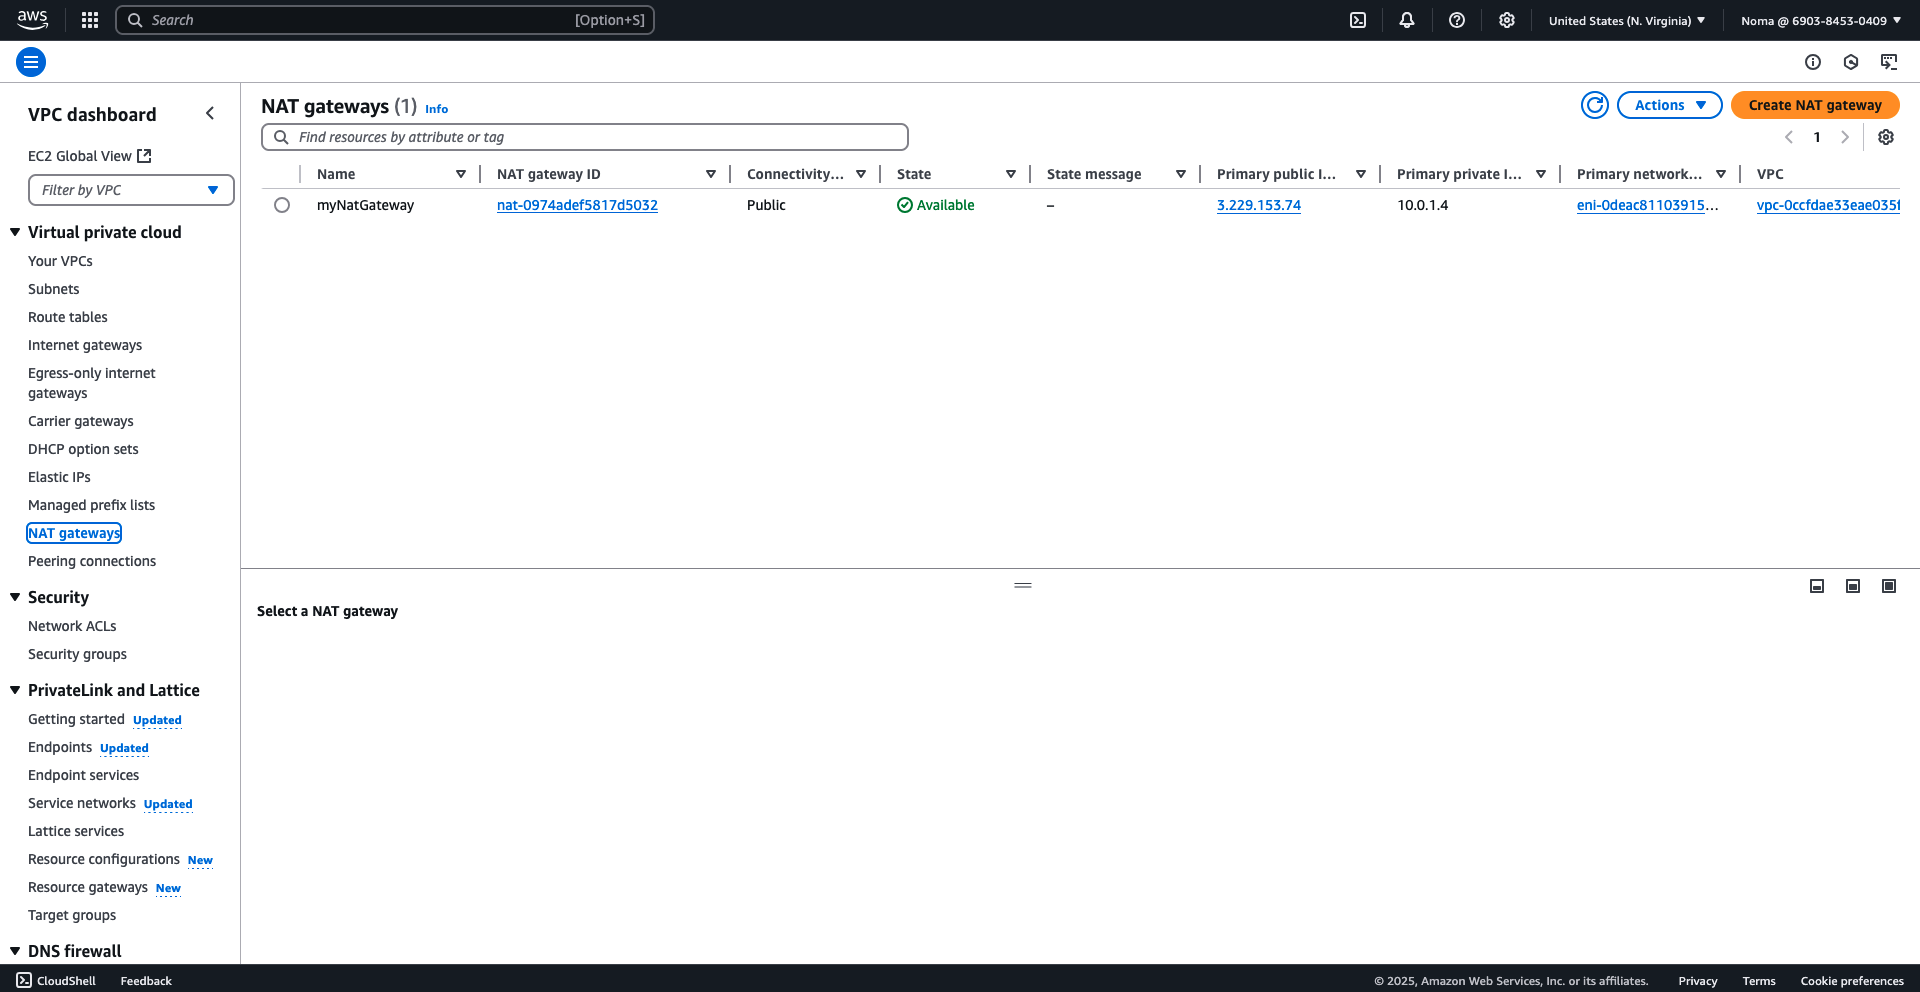 aws
Search [Option+S]
United States (N. Virginia)
Noma @ 6903-8453-0409
VPC dashboard
EC2 Global View
Filter by VPC
Virtual private cloud
Your VPCs
Subnets
Route tables
Internet gateways
Egress-only internet
gateways
Carrier gateways
DHCP option sets
Elastic IPs
Managed prefix lists
NAT gateways
Peering connections
Security
Network ACLs
Security groups
PrivateLink and Lattice
Getting started Updated
Endpoints Updated
Endpoint services
Service networks Updated
Lattice services
Resource configurations New
Resource gateways New
Target groups
DNS firewall
NAT gateways (1) Info
Actions
Create NAT gateway
Find resources by attribute or tag
1
Name NAT gateway ID Connectivity... State State message Primary public I... Primary private I... Primary network... VPC
myNatGateway nat-0974adef5817d5032 Public Available – 3.229.153.74 10.0.1.4 eni-0deac81103915... vpc-0ccfdae33eae035f
Select a NAT gateway
CloudShell Feedback
© 2025, Amazon Web Services, Inc. or its affiliates. Privacy Terms Cookie preferences